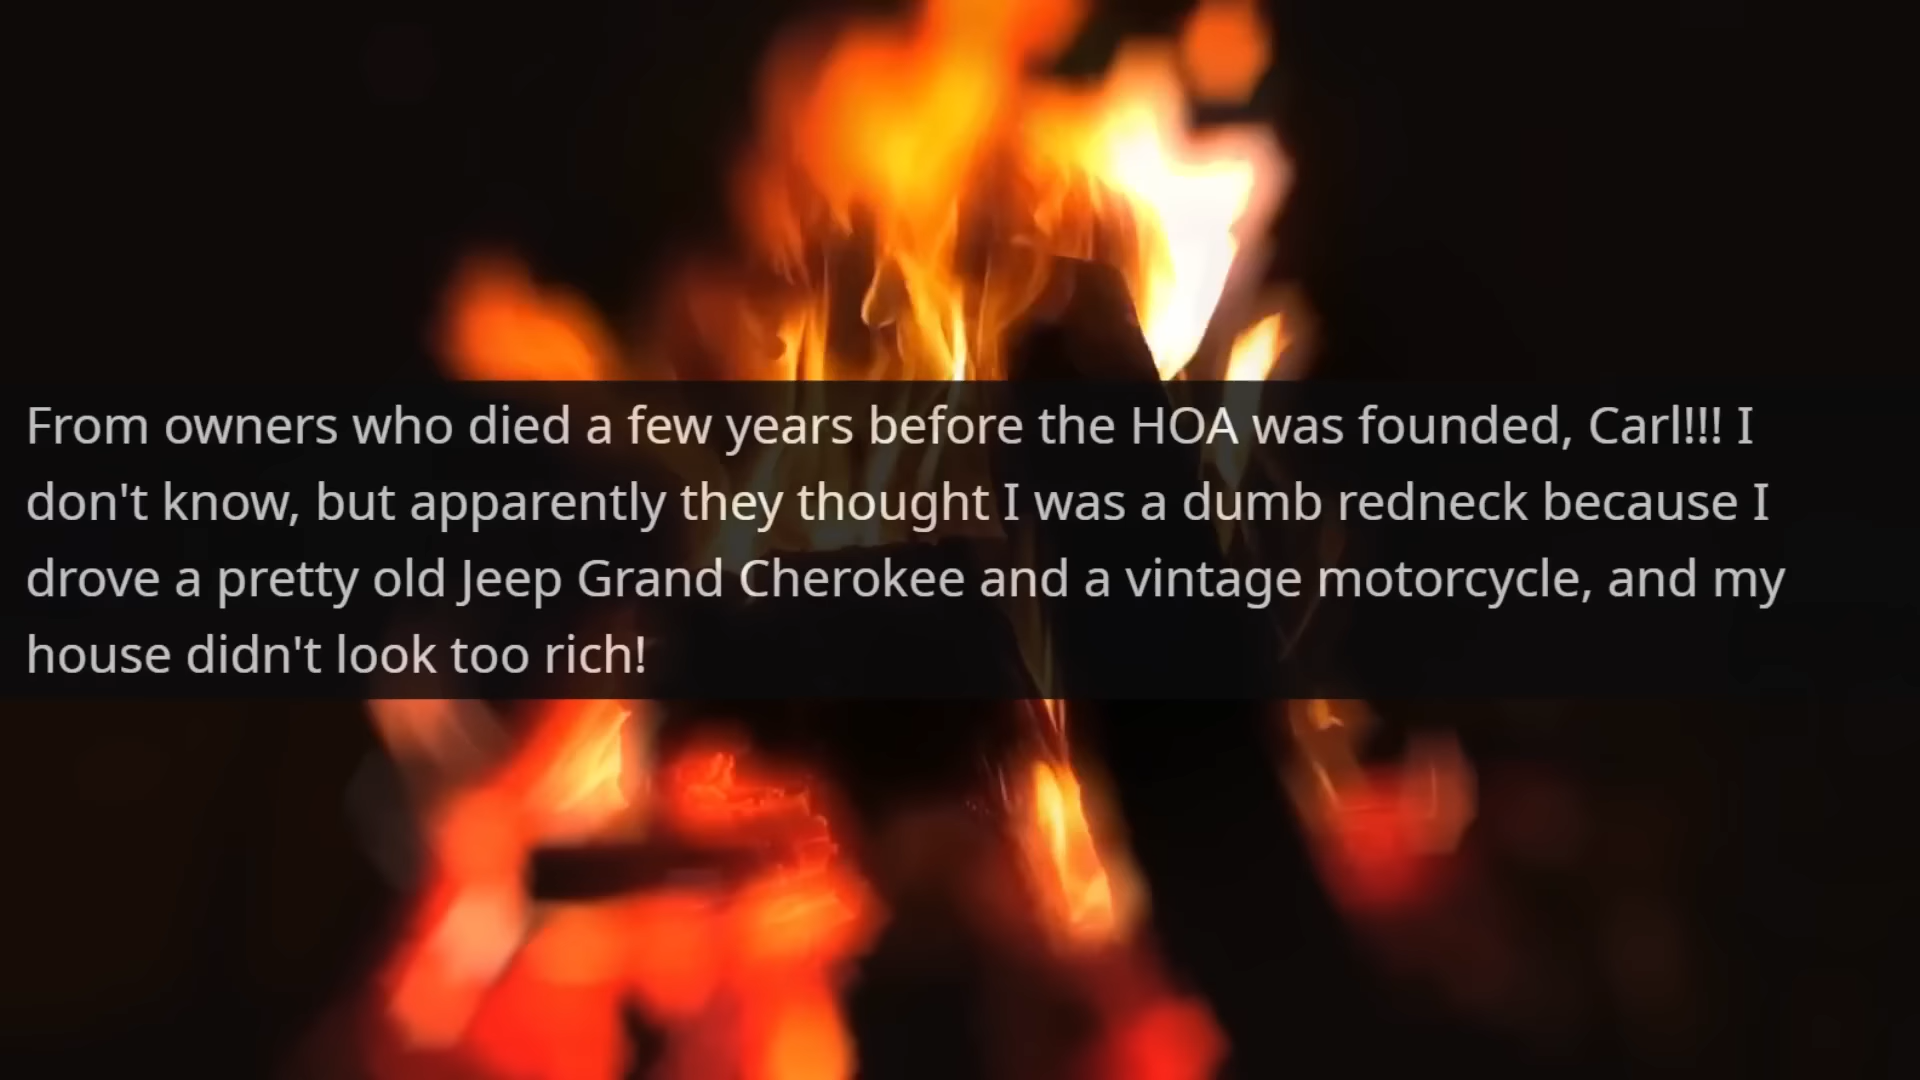 From owners who died a few years before the HOA was founded, Carl!!! I
don't know, but apparently they thought I was a dumb redneck because I
drove a pretty old Jeep Grand Cherokee and a vintage motorcycle, and my
house didn't look too rich!